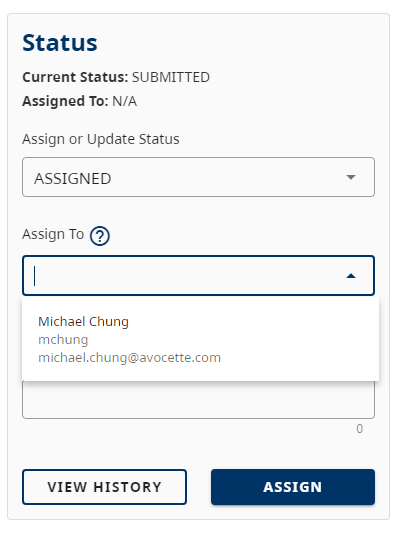 Status
Current Status: SUBMITTED
Assigned To: N/A
Assign or Update Status
ASSIGNED
Assign To ?
Michael Chung
mchung
michael.chung@avocette.com
0
VIEW HISTORY
ASSIGN